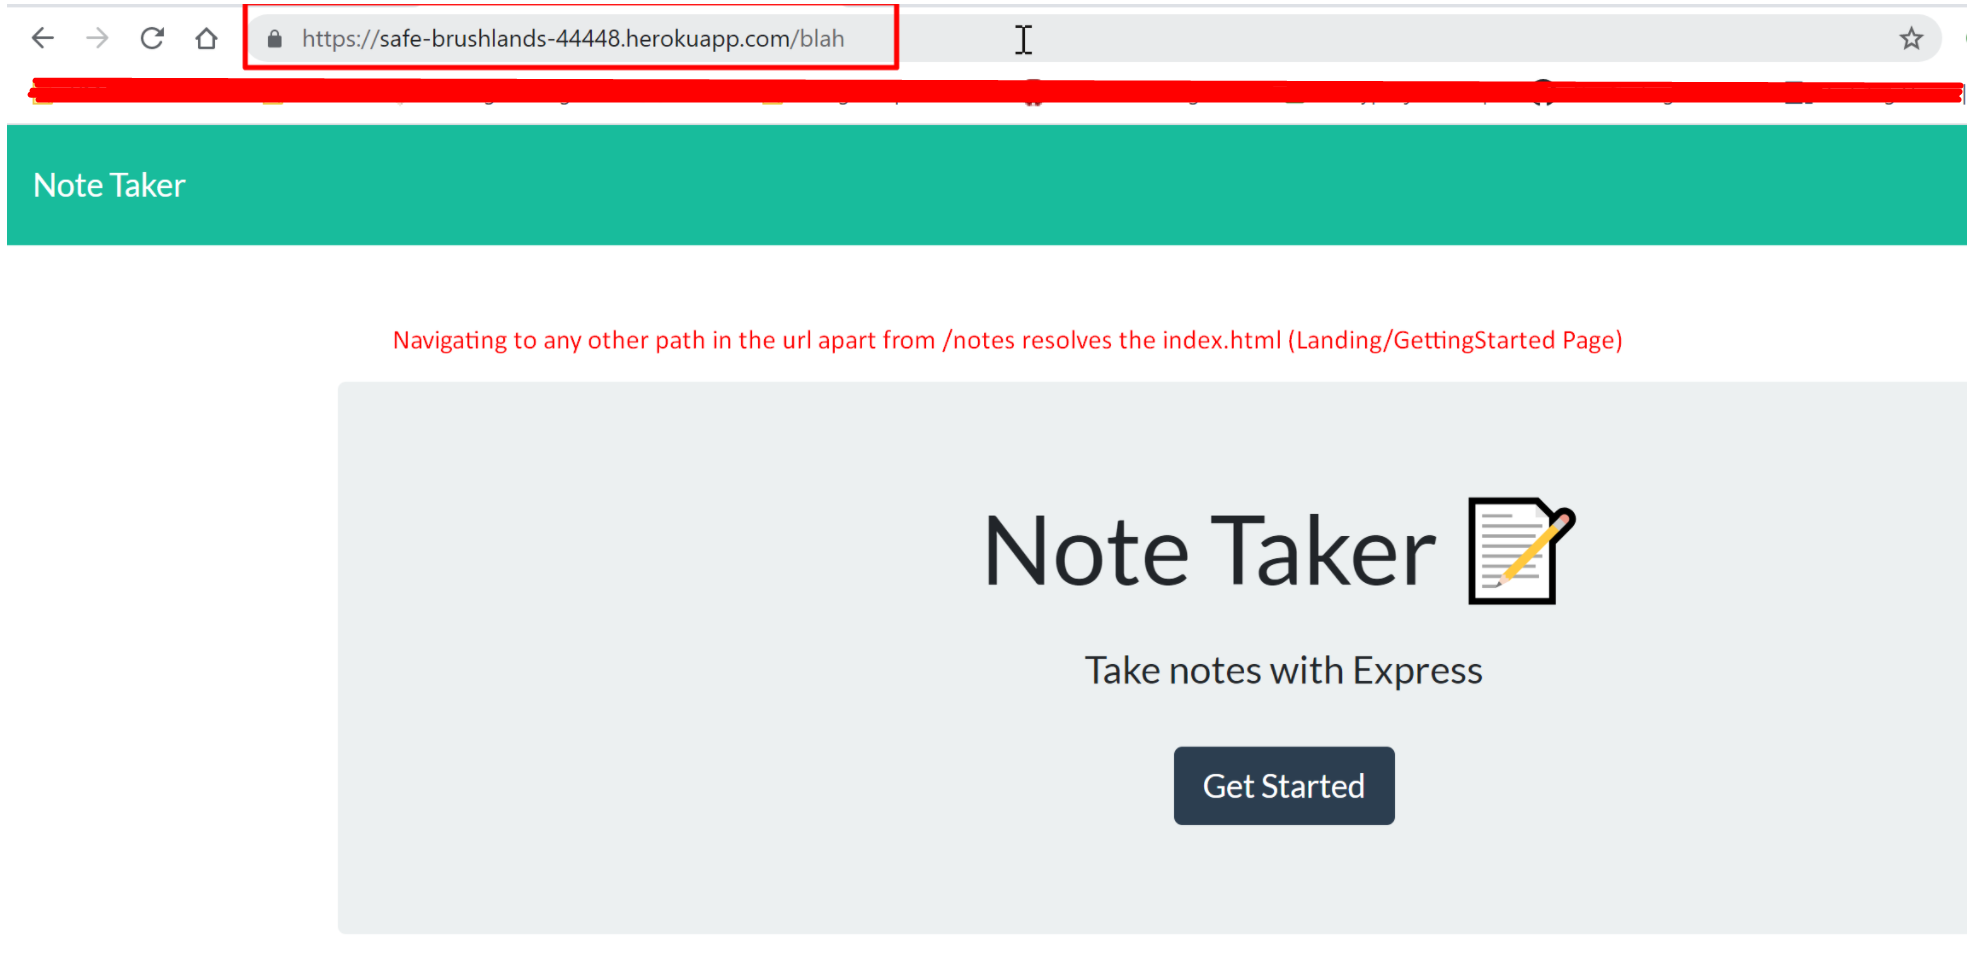 https://safe-brushlands-44448.herokuapp.com/blah
Note Taker
Navigating to any other path in the url apart from /notes resolves the index.html (Landing/GettingStarted Page)
Note Taker
Take notes with Express
Get Started